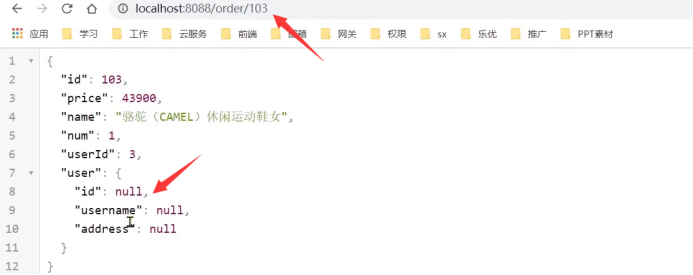 localhost:8088/order/103
应用 学习 工作 云服务 前端 邮箱 网关 权限 sx 乐优 推广 PPT素材
1 {
2 "id": 103,
3 "price": 43900,
4 "name": "骆驼（CAMEL）休闲运动鞋女",
5 "num": 1,
6 "userId": 3,
7 "user": {
8 "id": null,
9 "username": null,
10 "address": null
11 }
12 }